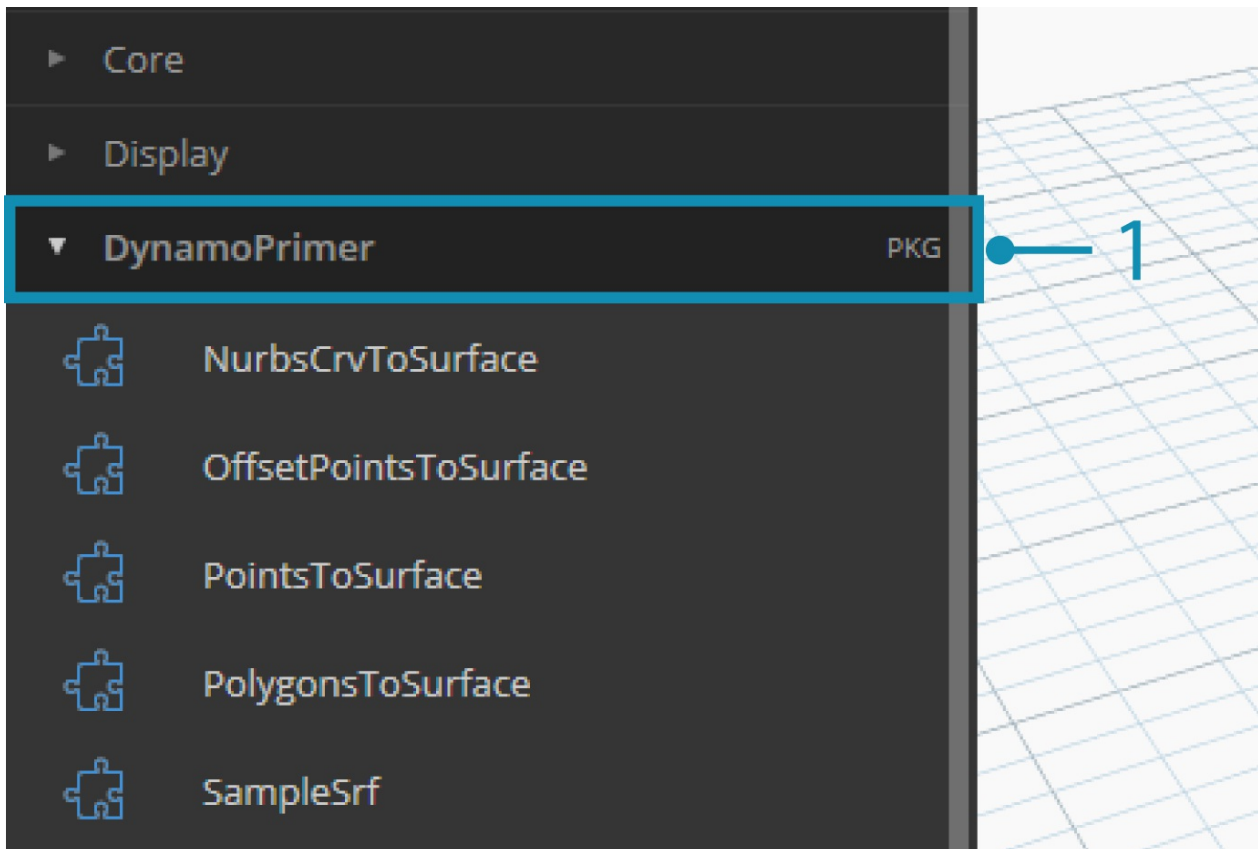 Core
Display
DynamoPrimer PKG 1
NurbsCrvToSurface
OffsetPointsToSurface
PointsToSurface
PolygonsToSurface
SampleSrf